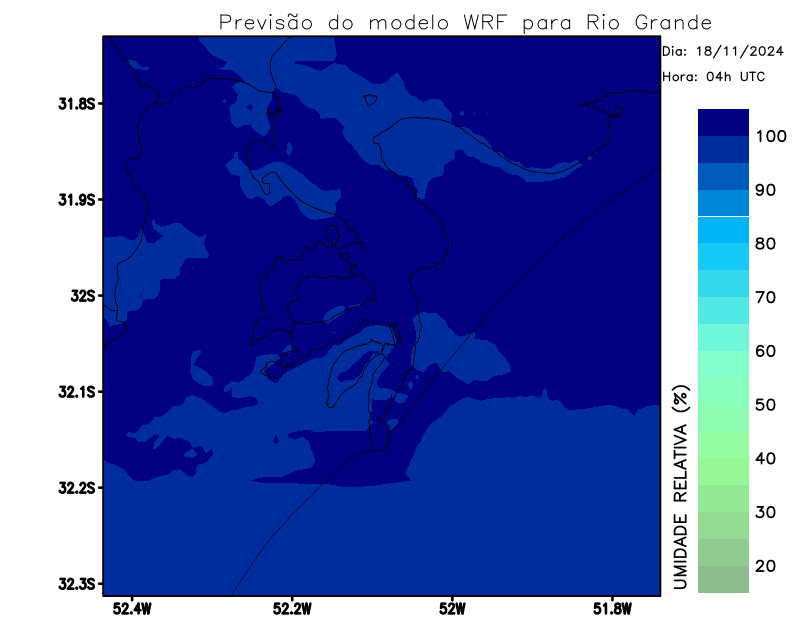 Previsão do modelo WRF para Rio Grande
Dia: 18/11/2024
Hora: 04h UTC
31.8S
31.9S
32S
32.1S
32.2S
32.3S
52.4W
52.2W
52W
51.8W
100
90
80
70
60
50
40
30
20
UMIDADE RELATIVA (%)